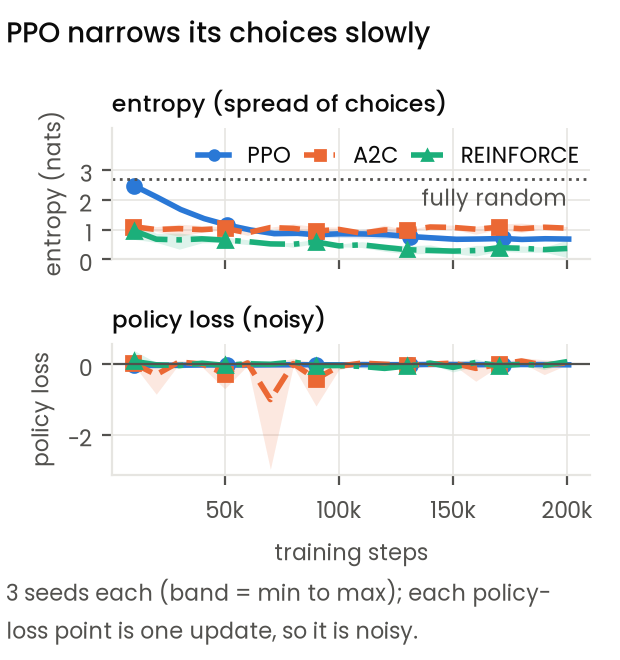 PPO narrows its choices slowly
entropy (spread of choices)
entropy (nats)
3
2
1
0
PPO
A2C
REINFORCE
fully random
policy loss (noisy)
policy loss
0
−2
50k
100k
150k
200k
training steps
3 seeds each (band = min to max); each policy-
loss point is one update, so it is noisy.